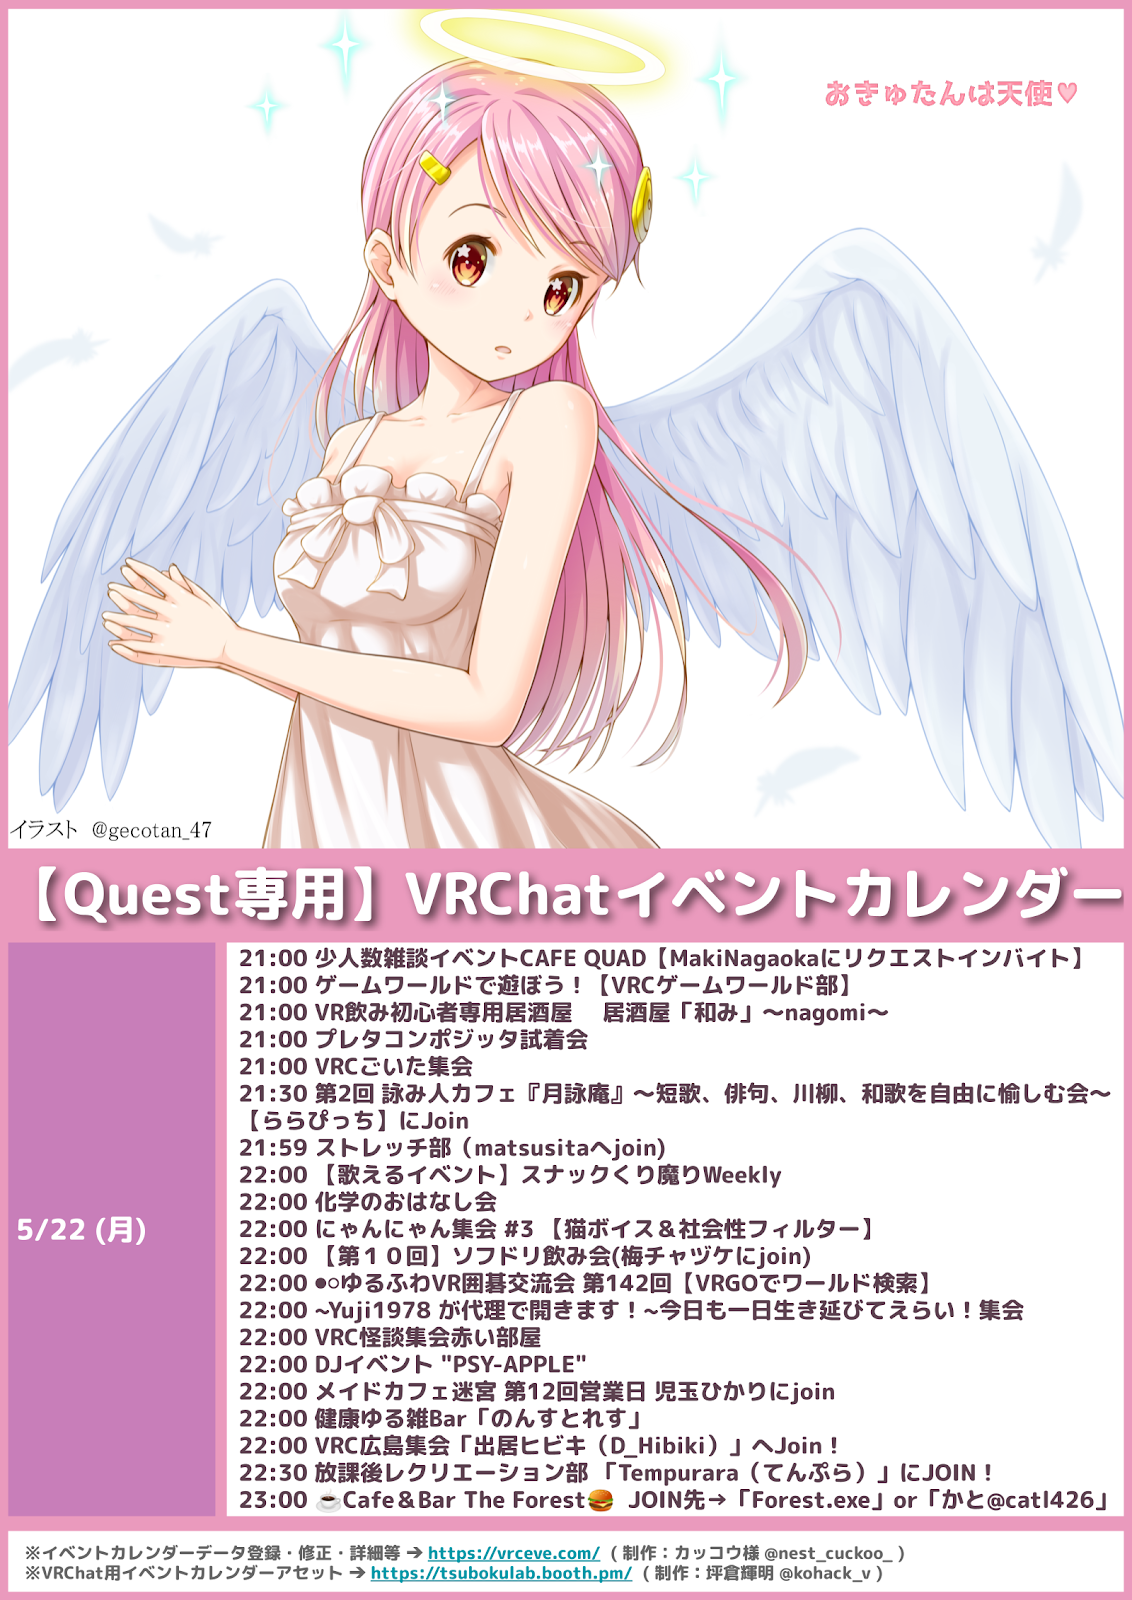 おきゅたんは天使♥
イラスト @gecotan_47
【Quest専用】VRChatイベントカレンダー
5/22 (月)
21:00 少人数雑談イベントCAFE QUAD【MakiNagaokaにリクエストインバイト】
21:00 ゲームワールドで遊ぼう！【VRCゲームワールド部】
21:00 VR飲み初心者専用居酒屋　居酒屋「和み」～nagomi～
21:00 プレタコンポジッタ試着会
21:00 VRCごいた集会
21:30 第2回 詠み人カフェ『月詠庵』～短歌、俳句、川柳、和歌を自由に愉しむ会～
【ららぴっち】にJoin
21:59 ストレッチ部（matsusitaへjoin)
22:00 【歌えるイベント】スナックくり魔りWeekly
22:00 化学のおはなし会
22:00 にゃんにゃん集会 #3 【猫ボイス＆社会性フィルター】
22:00 【第１０回】ソフドリ飲み会(梅チャヅケにjoin)
22:00 ●○ゆるふわVR囲碁交流会 第142回【VRGOでワールド検索】
22:00 ~Yuji1978 が代理で開きます！~今日も一日生き延びてえらい！集会
22:00 VRC怪談集会赤い部屋
22:00 DJイベント "PSY-APPLE"
22:00 メイドカフェ迷宮 第12回営業日 児玉ひかりにjoin
22:00 健康ゆる雑Bar「のんすとれす」
22:00 VRC広島集会「出居ヒビキ（D_Hibiki）」へJoin！
22:30 放課後レクリエーション部 「Tempurara（てんぷら）」にJOIN！
23:00 ☕Cafe＆Bar The Forest🍔 JOIN先→「Forest.exe」or「かと@catl426」
※イベントカレンダーデータ登録・修正・詳細等 ➔ https://vrceve.com/ ( 制作：カッコウ様 @nest_cuckoo_ )
※VRChat用イベントカレンダーアセット ➔ https://tsubokulab.booth.pm/ ( 制作：坪倉輝明 @kohack_v )